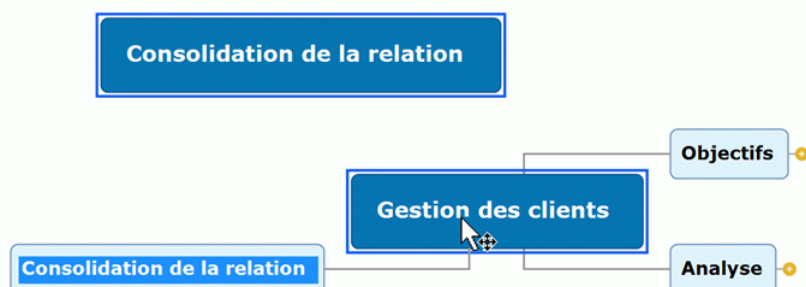 Consolidation de la relation
Objectifs
Gestion des clients
Consolidation de la relation
Analyse